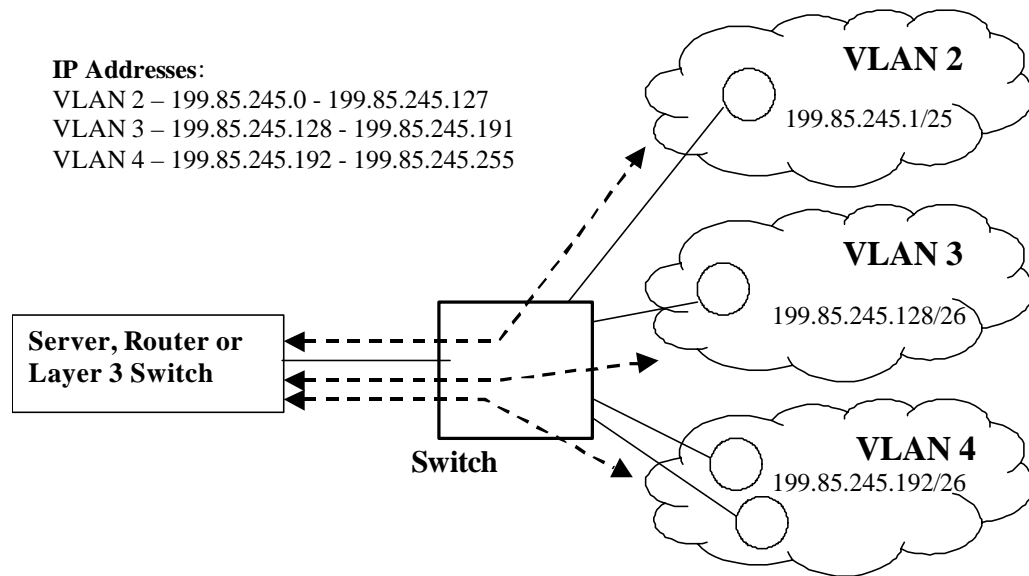 IP Addresses:
VLAN 2 – 199.85.245.0 - 199.85.245.127
VLAN 3 – 199.85.245.128 - 199.85.245.191
VLAN 4 – 199.85.245.192 - 199.85.245.255
VLAN 2
199.85.245.1/25
VLAN 3
199.85.245.128/26
Server, Router or
Layer 3 Switch
Switch
VLAN 4
199.85.245.192/26